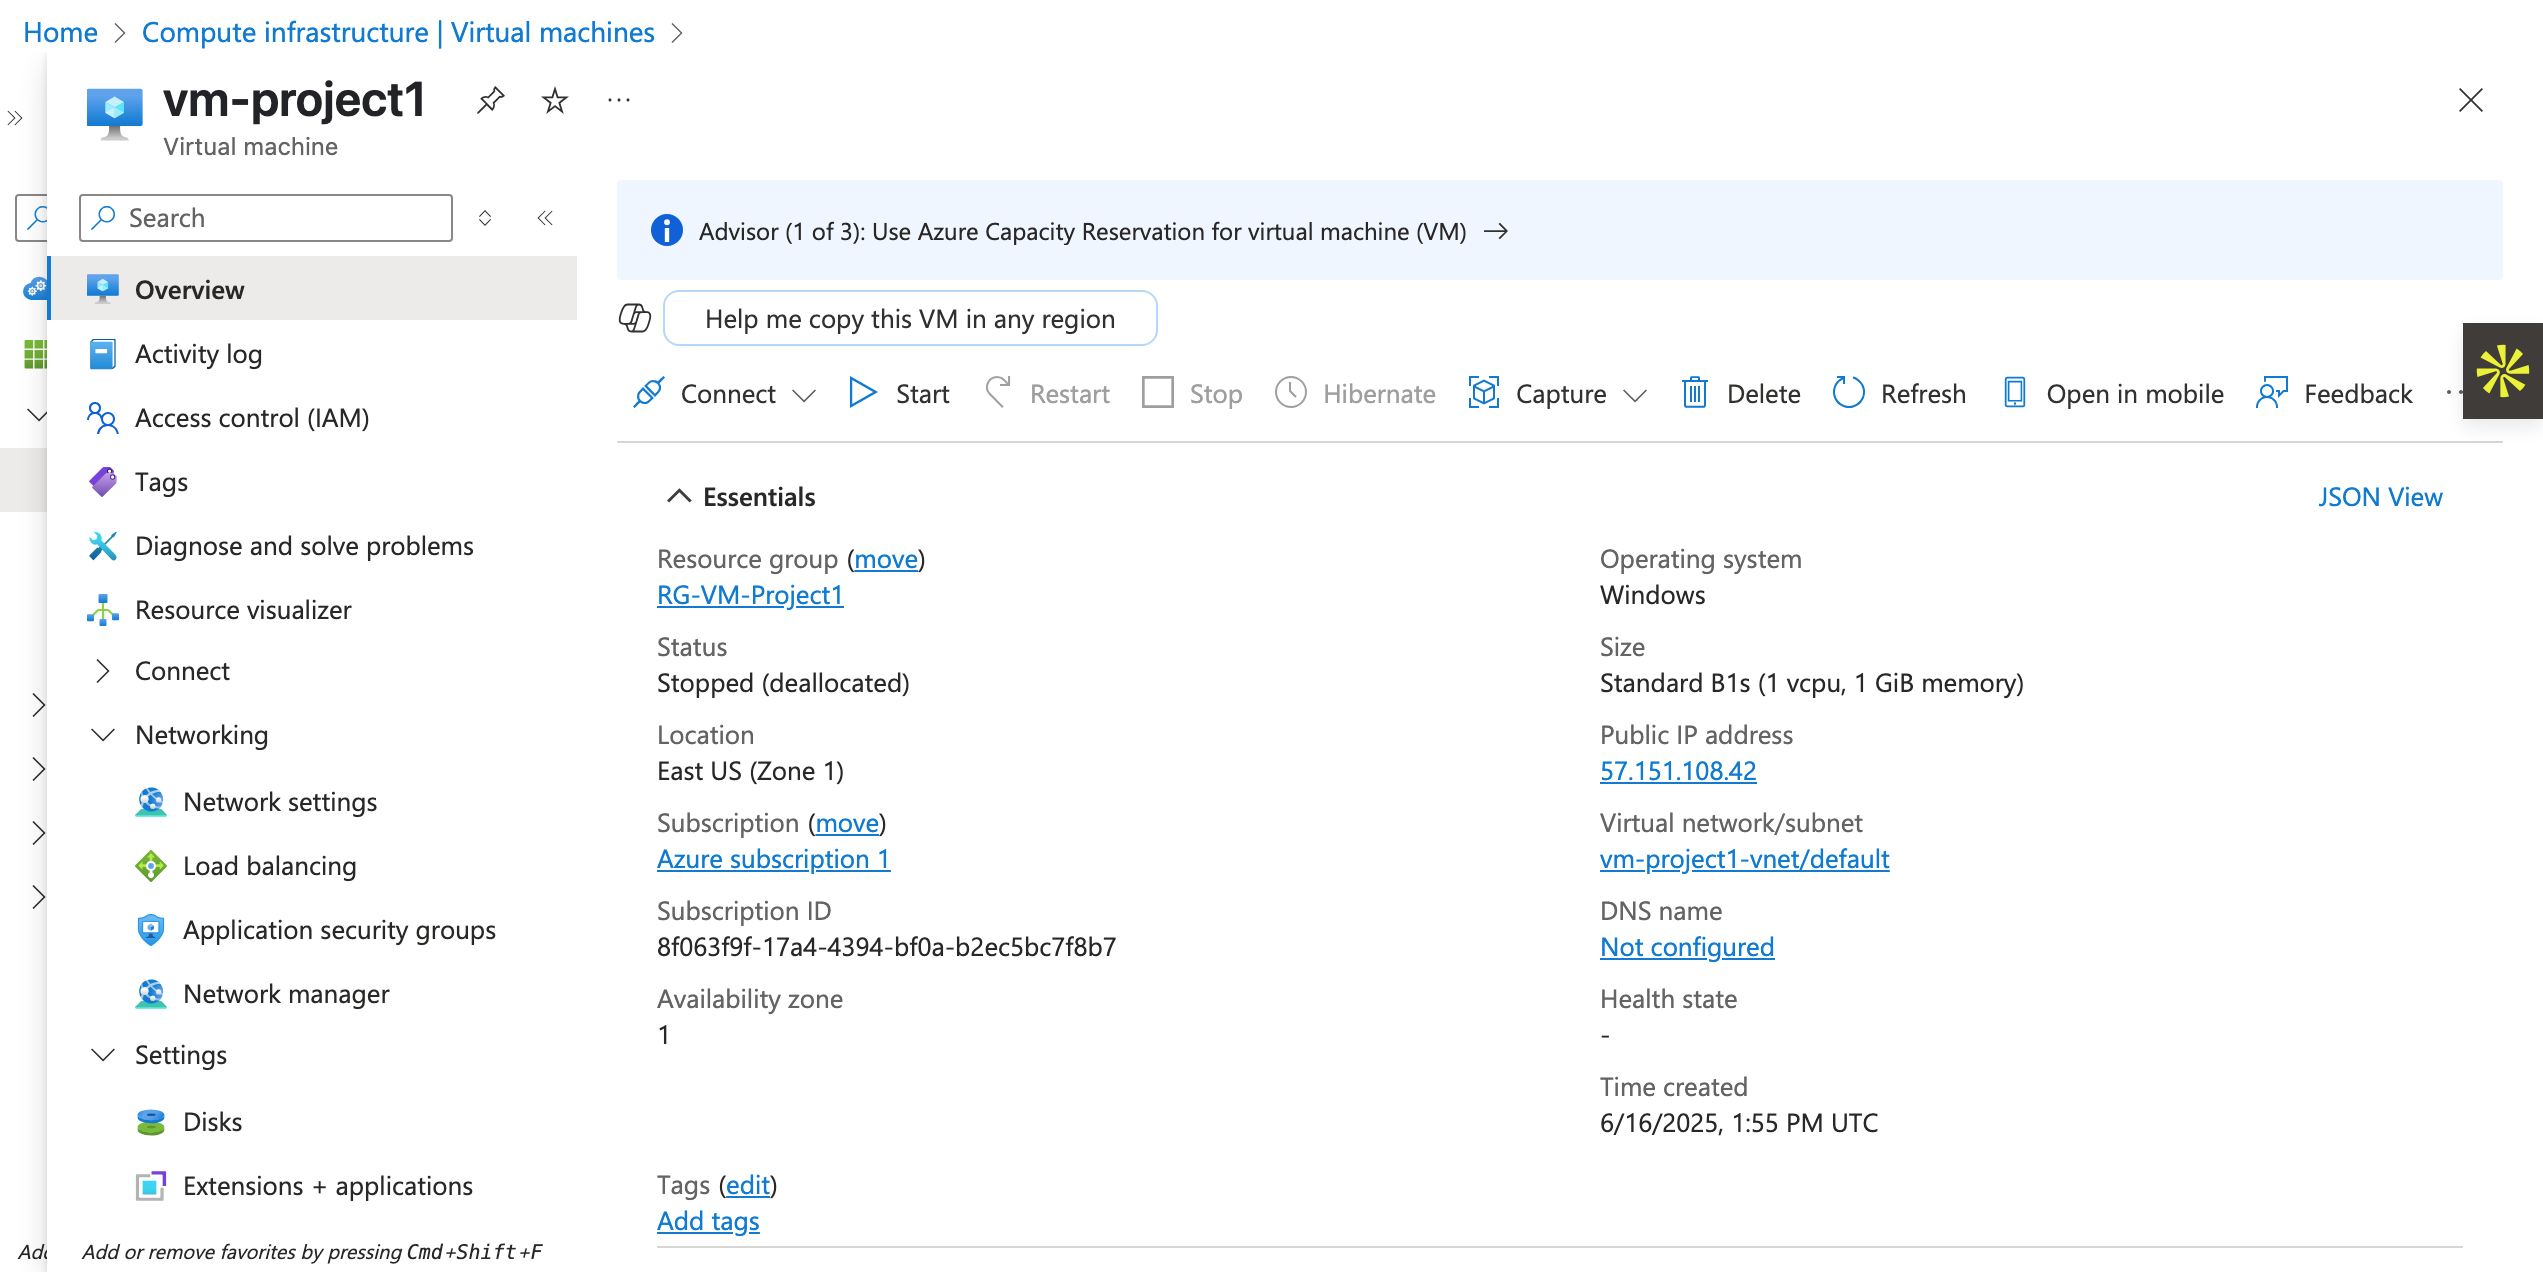 Home > Compute infrastructure | Virtual machines >
vm-project1
Virtual machine
Search
Overview
Activity log
Access control (IAM)
Tags
Diagnose and solve problems
Resource visualizer
Connect
Networking
Network settings
Load balancing
Application security groups
Network manager
Settings
Disks
Extensions + applications
Add or remove favorites by pressing Cmd+Shift+F
Advisor (1 of 3): Use Azure Capacity Reservation for virtual machine (VM) →
Help me copy this VM in any region
Connect Start Restart Stop Hibernate Capture Delete Refresh Open in mobile Feedback
Essentials
JSON View
Resource group (move)
RG-VM-Project1
Status
Stopped (deallocated)
Location
East US (Zone 1)
Subscription (move)
Azure subscription 1
Subscription ID
8f063f9f-17a4-4394-bf0a-b2ec5bc7f8b7
Availability zone
1
Operating system
Windows
Size
Standard B1s (1 vcpu, 1 GiB memory)
Public IP address
57.151.108.42
Virtual network/subnet
vm-project1-vnet/default
DNS name
Not configured
Health state
-
Time created
6/16/2025, 1:55 PM UTC
Tags (edit)
Add tags